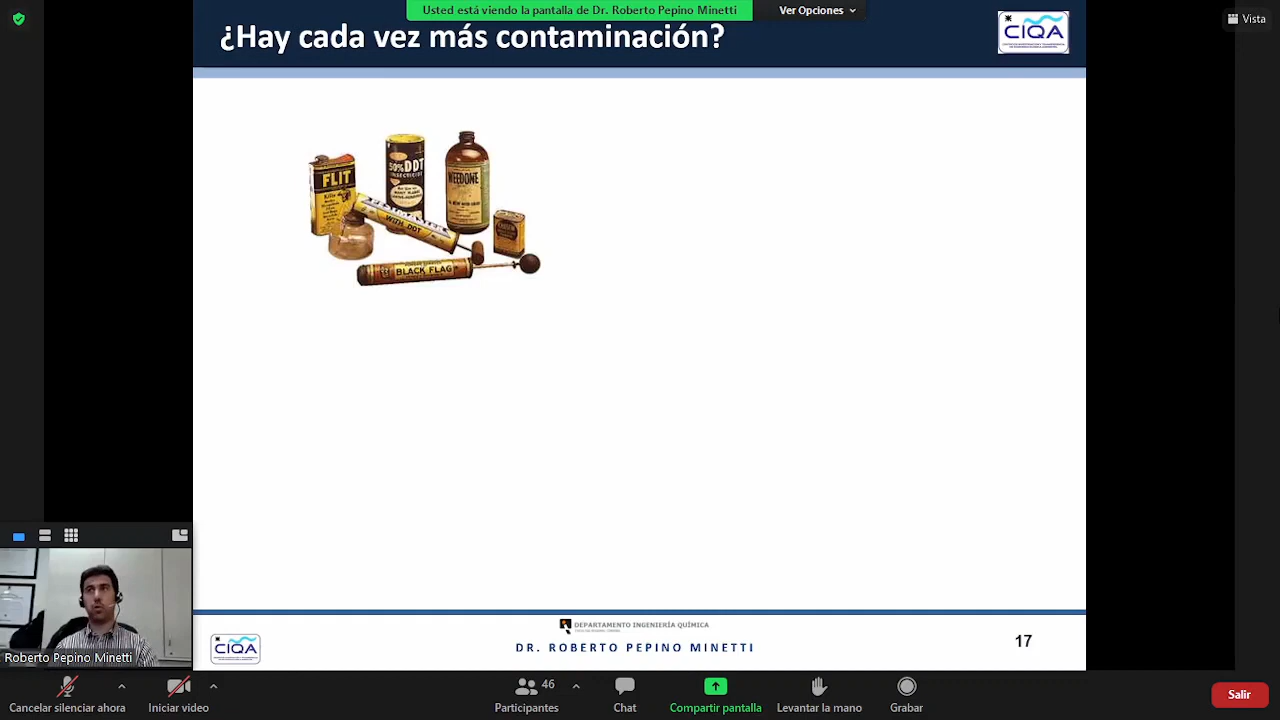 Usted está viendo la pantalla de Dr. Roberto Pepino Minetti
Ver Opciones
Vista
¿Hay cada vez más contaminación?
CIQA
FLIT
50% DDT
INSECTICIDE
WEEDONE
WITH DDT
BLACK FLAG
DEPARTAMENTO INGENIERÍA QUÍMICA
CIQA
DR. ROBERTO PEPINO MINETTI
17
Roberto Pepino Minetti
46
Cancelar silenciar ahora
Iniciar video
Participantes
Chat
Compartir pantalla
Levantar la mano
Grabar
Salir